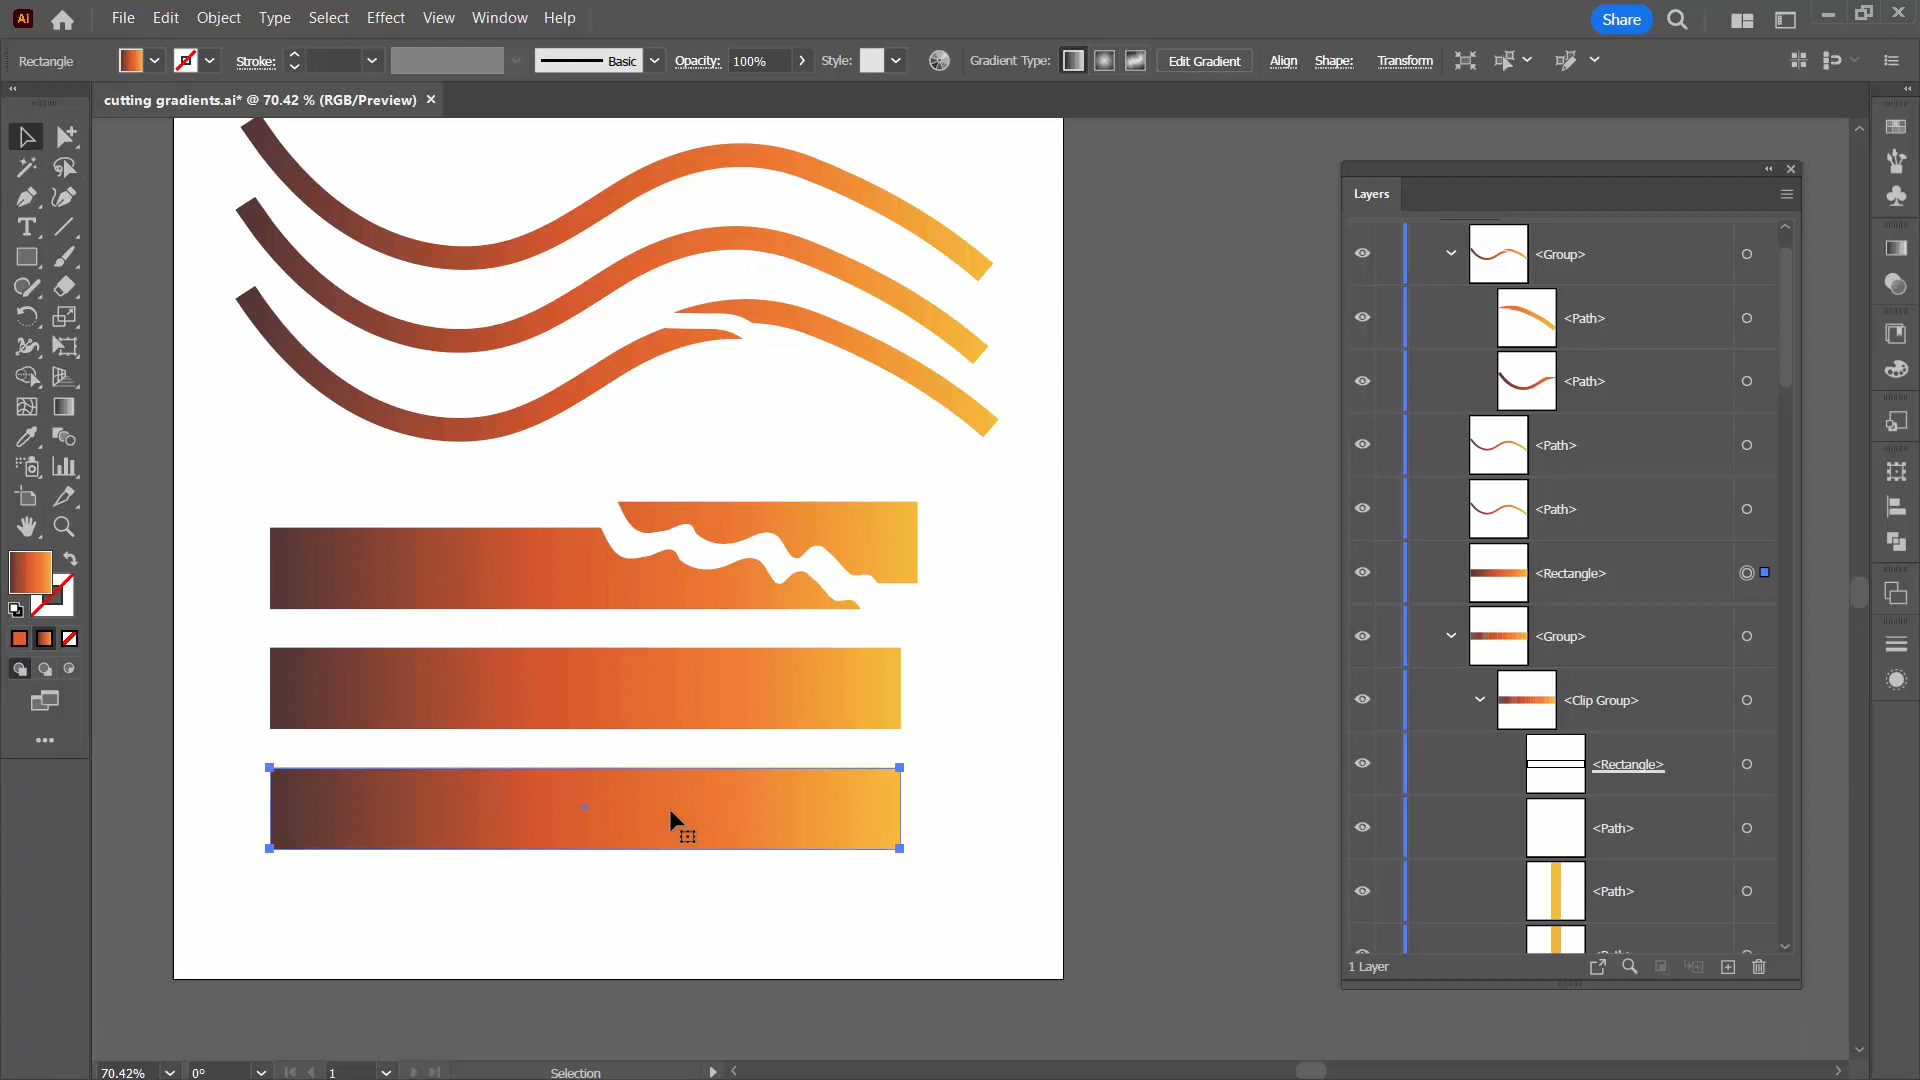 Ai File Edit Object Type Select Effect View Window Help Share
Rectangle Stroke: Basic Opacity: 100% Style: Gradient Type: Edit Gradient Align Shape: Transform
cutting gradients.ai* @ 70.42 % (RGB/Preview)
Layers
<Group>
<Path>
<Path>
<Path>
<Path>
<Rectangle>
<Group>
<Clip Group>
<Rectangle>
<Path>
<Path>
1 Layer
70.42% 0° 1 Selection